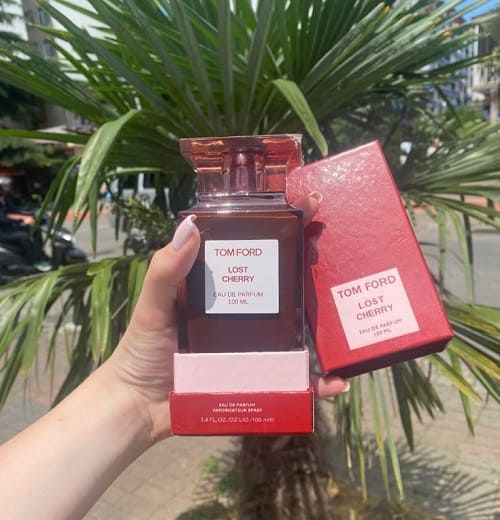 TOM FORD
LOST
CHERRY
EAU DE PARFUM
100 ML
EAU DE PARFUM
VAPORISATEUR SPRAY
3.4 FL.OZ./OZ.LIQ./100 mℓ
TOM FORD
LOST
CHERRY
EAU DE PARFUM
100 ML